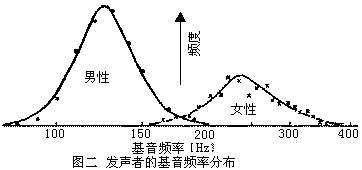 频度
男性
女性
100 150 200 300 400
基音频率 [Hz]
图二 发声者的基音频率分布